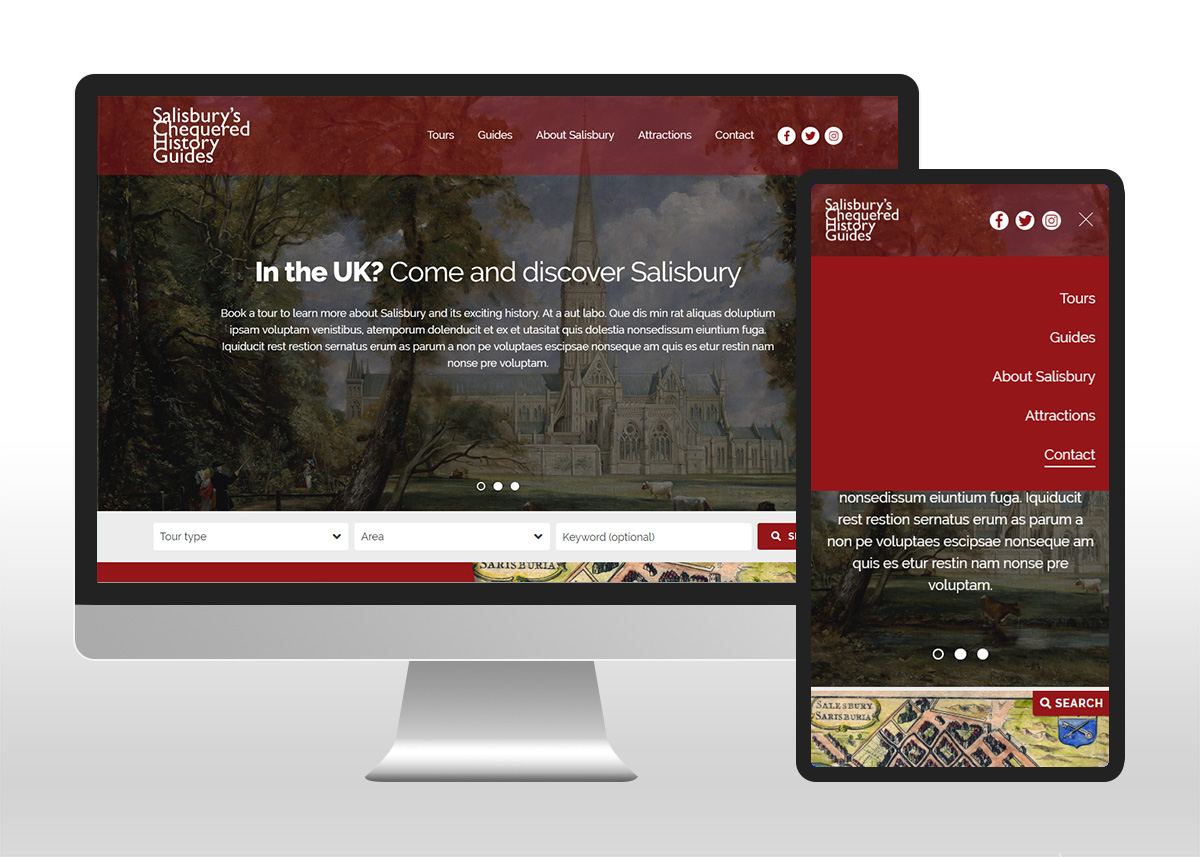 Salisbury's
Chequered
History
Guides
Tours
Guides
About Salisbury
Attractions
Contact
In the UK? Come and discover Salisbury
Book a tour to learn more about Salisbury and its exciting history. At a aut labo. Que dis min rat aliquas doluptium
ipsam voluptam venistibus, atemporum dolenducit et ex et utasitat quis dolestia nonsedissum eiuntium fuga.
Iquiducit rest restion sernatus erum as parum a non pe voluptaes escipsae nonseque am quis es etur restin nam
nonse pre voluptam.
Tour type
Area
Keyword (optional)
SARISBURIA
Salisbury's
Chequered
History
Guides
Tours
Guides
About Salisbury
Attractions
Contact
nonsedissum eiuntium fuga. Iquiducit
rest restion sernatus erum as parum a
non pe voluptaes escipsae nonseque am
quis es etur restin nam nonse pre
voluptam.
SEARCH
SALESBURY
SARISBURIA